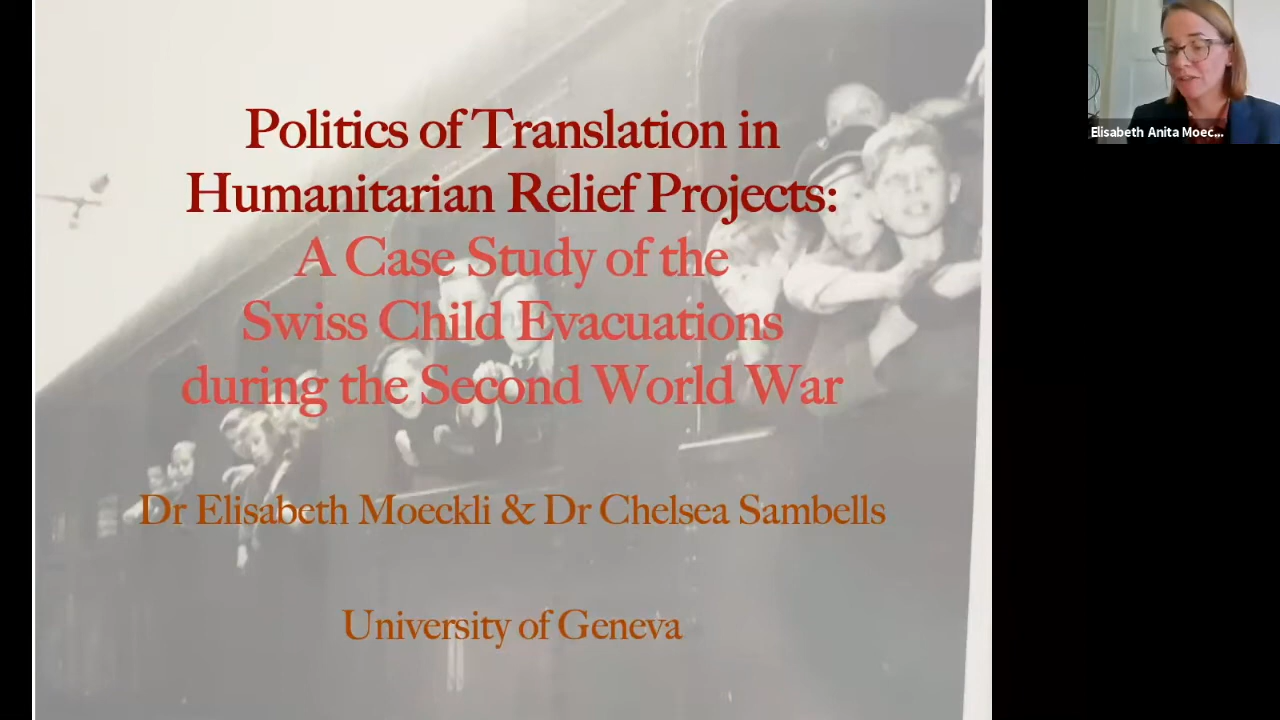 Politics of Translation in
Humanitarian Relief Projects:
A Case Study of the
Swiss Child Evacuations
during the Second World War
Dr Elisabeth Moeckli & Dr Chelsea Sambells
University of Geneva
Elisabeth Anita Moec...